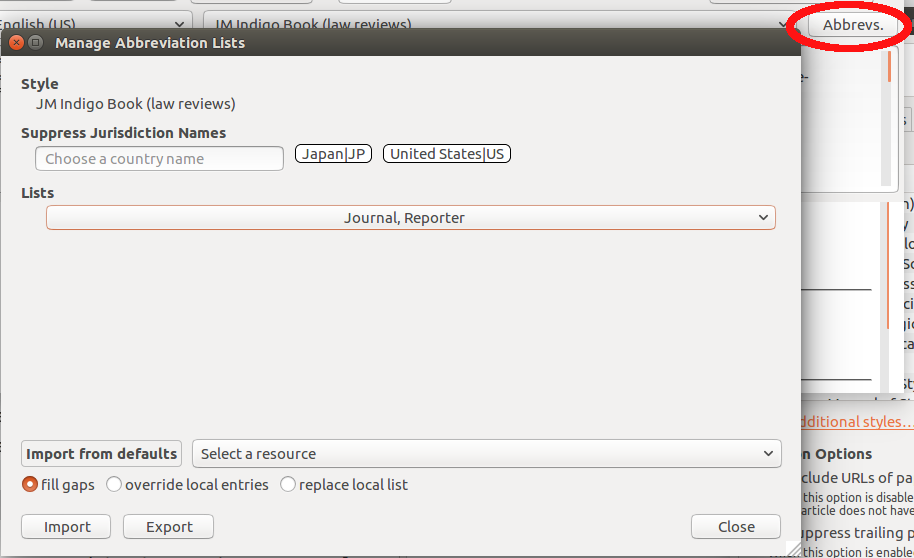 English (US)
JM Indigo Book (law reviews)
Abbrevs.
Manage Abbreviation Lists
Style
JM Indigo Book (law reviews)
Suppress Jurisdiction Names
Choose a country name
Japan|JP
United States|US
Lists
Journal, Reporter
Import from defaults
Select a resource
fill gaps
override local entries
replace local list
Import
Export
Close
dditional styles...
n Options
clude URLs of pa
this option is disable
article does not have
uppress trailing p
this option is enable